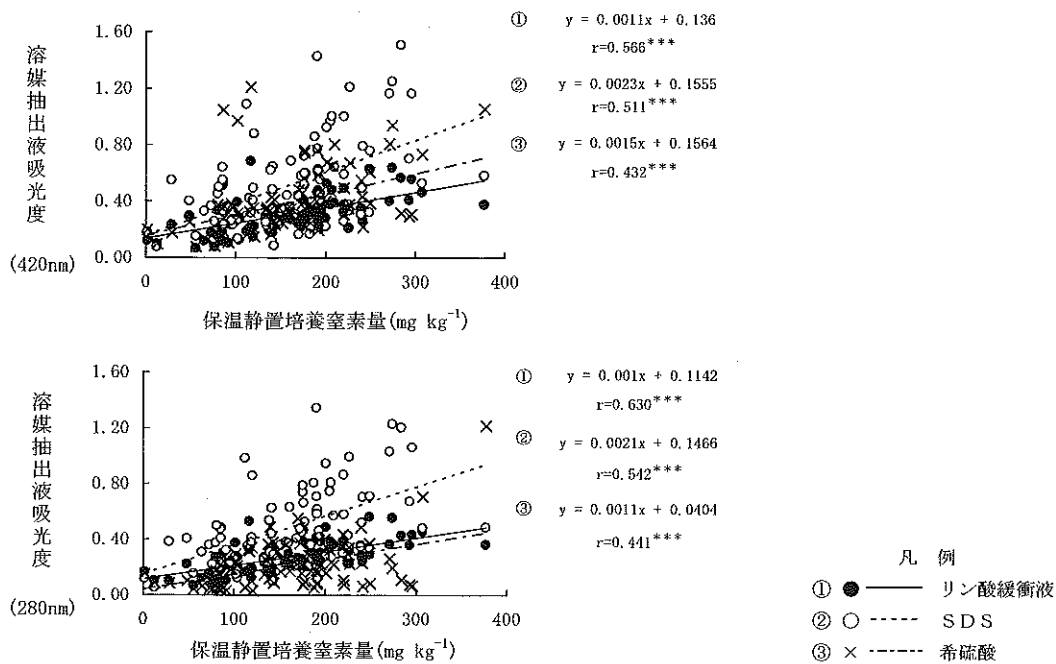 溶媒抽出液吸光度
(420nm)
1.60
1.20
0.80
0.40
0.00
0 100 200 300 400
保温静置培養窒素量(mg kg⁻¹)
① y = 0.0011x + 0.136
r=0.566***
② y = 0.0023x + 0.1555
r=0.511***
③ y = 0.0015x + 0.1564
r=0.432***
溶媒抽出液吸光度
(280nm)
1.60
1.20
0.80
0.40
0.00
0 100 200 300 400
保温静置培養窒素量(mg kg⁻¹)
① y = 0.001x + 0.1142
r=0.630***
② y = 0.0021x + 0.1466
r=0.542***
③ y = 0.0011x + 0.0404
r=0.441***
凡 例
① ● リン酸緩衝液
② ○ SDS
③ × 希硫酸